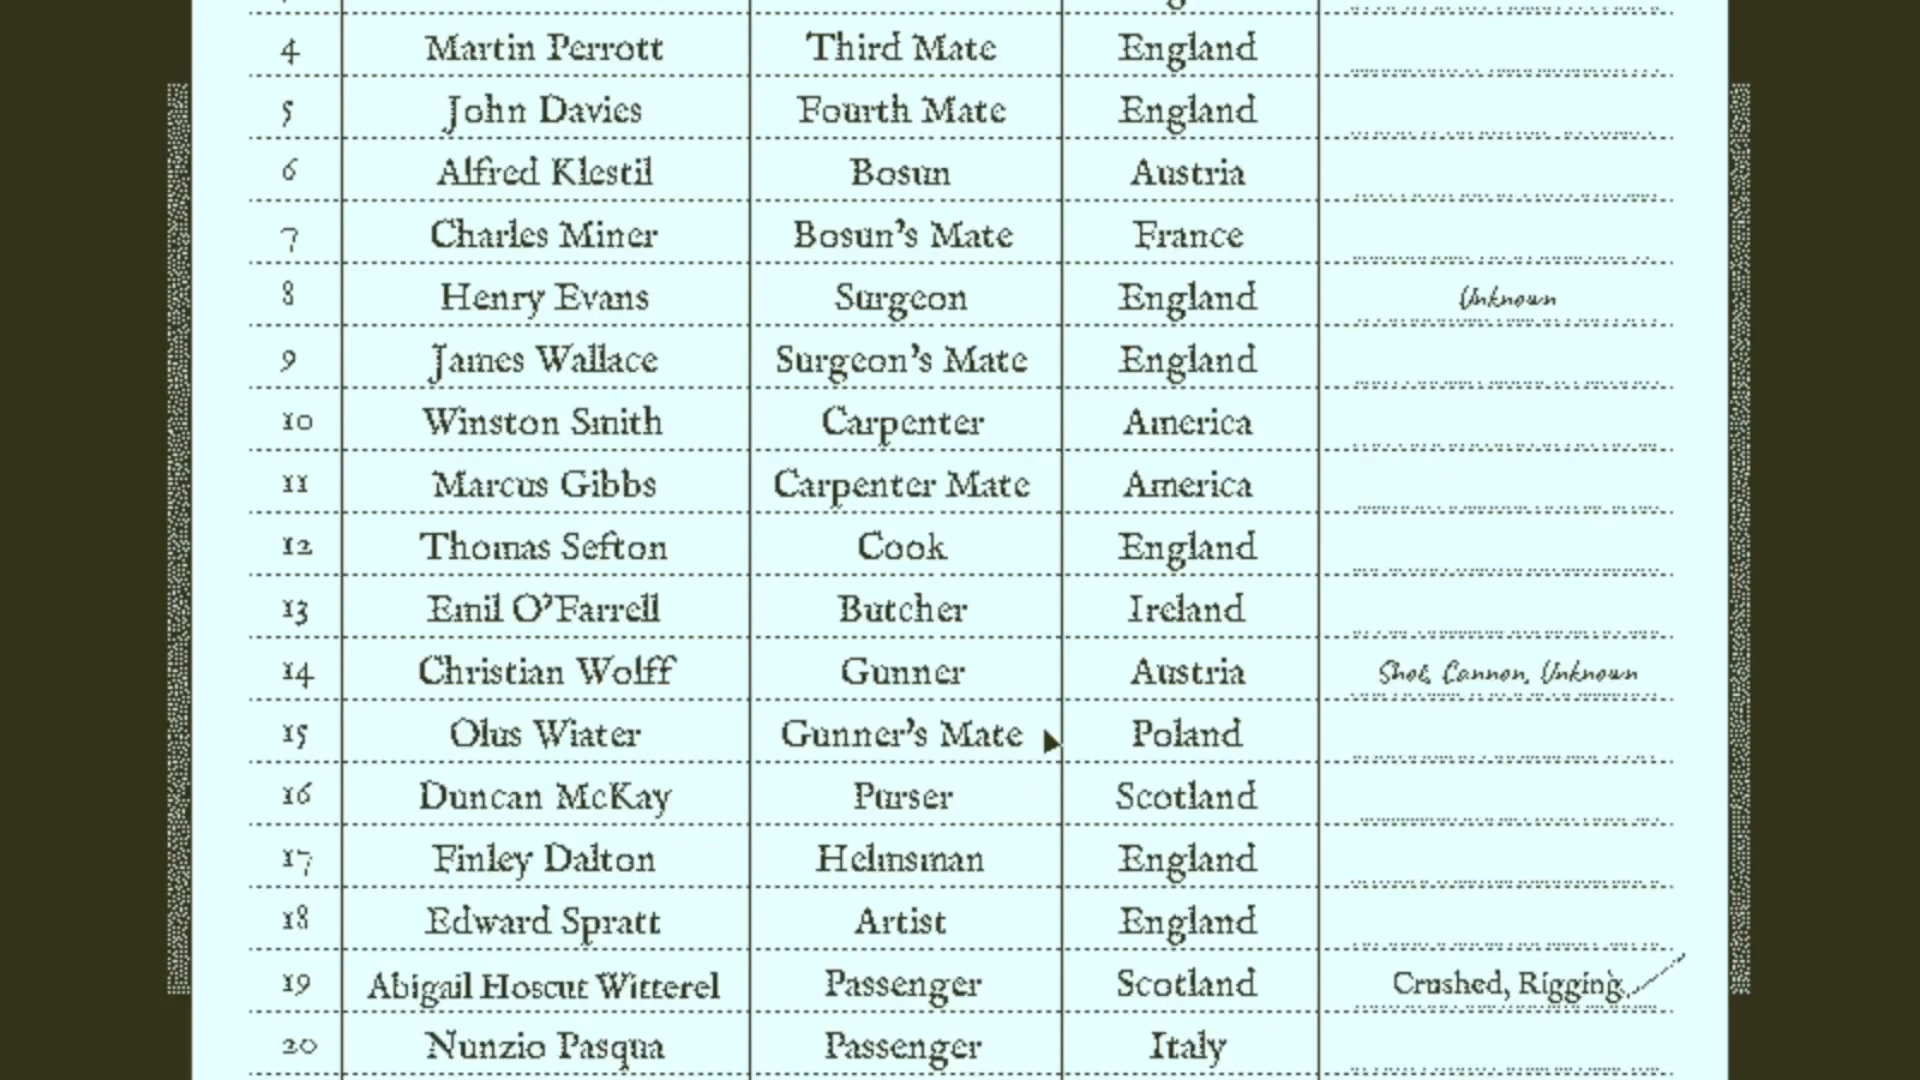 4 Martin Perrott Third Mate England
5 John Davies Fourth Mate England
6 Alfred Klestil Bosun Austria
7 Charles Miner Bosun's Mate France
8 Henry Evans Surgeon England Unknown
9 James Wallace Surgeon's Mate England
10 Winston Smith Carpenter America
11 Marcus Gibbs Carpenter Mate America
12 Thomas Sefton Cook England
13 Emil O'Farrell Butcher Ireland
14 Christian Wolff Gunner Austria Shot, Cannon, Unknown
15 Olus Wiater Gunner's Mate Poland
16 Duncan McKay Purser Scotland
17 Finley Dalton Helmsman England
18 Edward Spratt Artist England
19 Abigail Hoscut Witterel Passenger Scotland Crushed, Rigging
20 Nunzio Pasqua Passenger Italy